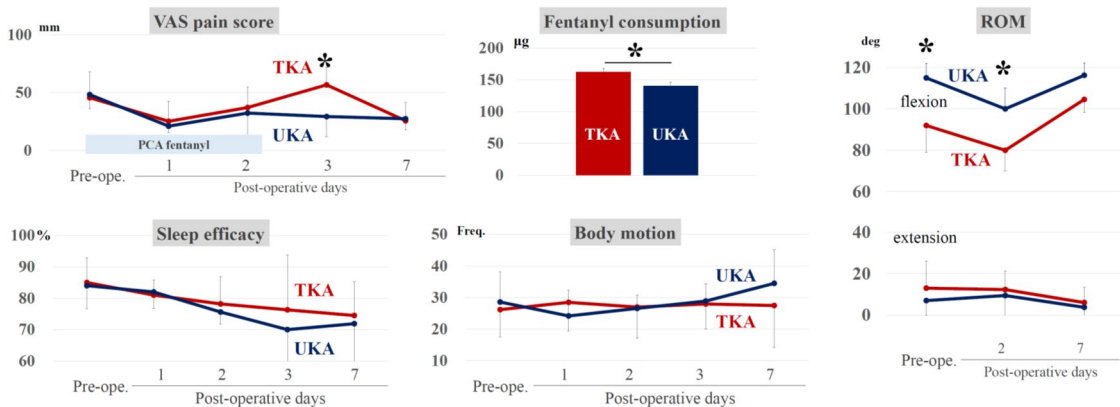 VAS pain score
mm
100
50
0
TKA
*
UKA
PCA fentanyl
Pre-ope.
1
2
3
7
Post-operative days
Fentanyl consumption
µg
200
150
100
50
0
*
TKA
UKA
ROM
deg
120
100
80
60
40
20
0
*
*
UKA
flexion
TKA
extension
Pre-ope.
2
7
Post-operative days
Sleep efficacy
100%
90
80
70
60
TKA
UKA
Pre-ope.
1
2
3
7
Post-operative days
Body motion
Freq.
50
40
30
20
10
UKA
TKA
Pre-ope.
1
2
3
7
Post-operative days